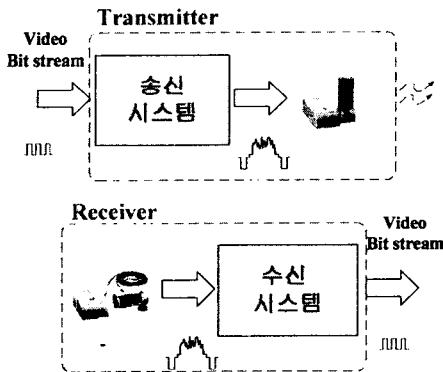 Transmitter
Video
Bit stream
송신
시스템
Receiver
수신
시스템
Video
Bit stream